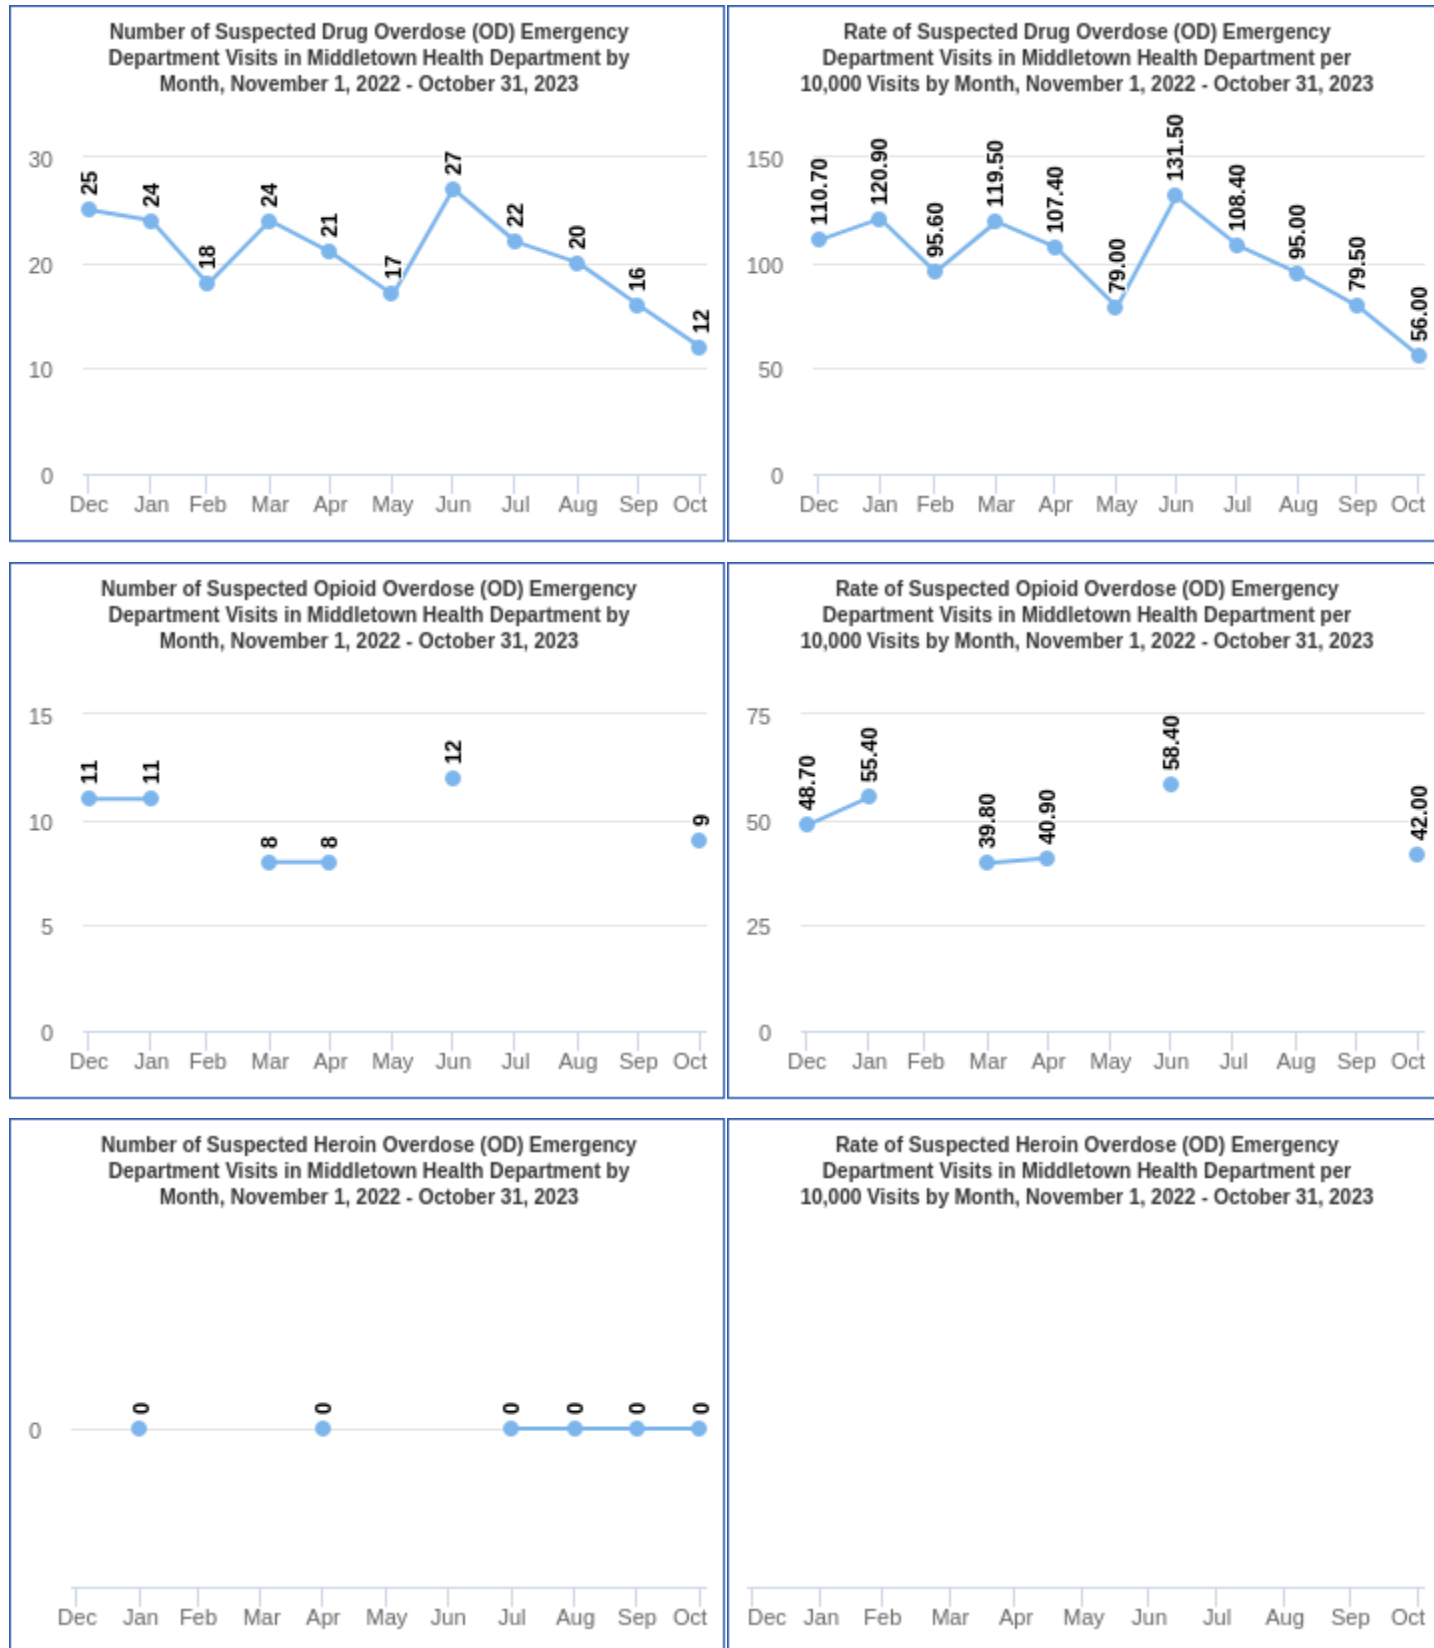 Number of Suspected Drug Overdose (OD) Emergency
Department Visits in Middletown Health Department by
Month, November 1, 2022 - October 31, 2023
30
20
10
0
25
24
18
24
21
17
27
22
20
16
12
Dec Jan Feb Mar Apr May Jun Jul Aug Sep Oct
Rate of Suspected Drug Overdose (OD) Emergency
Department Visits in Middletown Health Department per
10,000 Visits by Month, November 1, 2022 - October 31, 2023
150
100
50
0
110.70
120.90
95.60
119.50
107.40
79.00
131.50
108.40
95.00
79.50
56.00
Dec Jan Feb Mar Apr May Jun Jul Aug Sep Oct
Number of Suspected Opioid Overdose (OD) Emergency
Department Visits in Middletown Health Department by
Month, November 1, 2022 - October 31, 2023
15
10
5
0
11
11
8
8
12
9
Dec Jan Feb Mar Apr May Jun Jul Aug Sep Oct
Rate of Suspected Opioid Overdose (OD) Emergency
Department Visits in Middletown Health Department per
10,000 Visits by Month, November 1, 2022 - October 31, 2023
75
50
25
0
48.70
55.40
39.80
40.90
58.40
42.00
Dec Jan Feb Mar Apr May Jun Jul Aug Sep Oct
Number of Suspected Heroin Overdose (OD) Emergency
Department Visits in Middletown Health Department by
Month, November 1, 2022 - October 31, 2023
0
0
0
0
0
0
0
Dec Jan Feb Mar Apr May Jun Jul Aug Sep Oct
Rate of Suspected Heroin Overdose (OD) Emergency
Department Visits in Middletown Health Department per
10,000 Visits by Month, November 1, 2022 - October 31, 2023
Dec Jan Feb Mar Apr May Jun Jul Aug Sep Oct